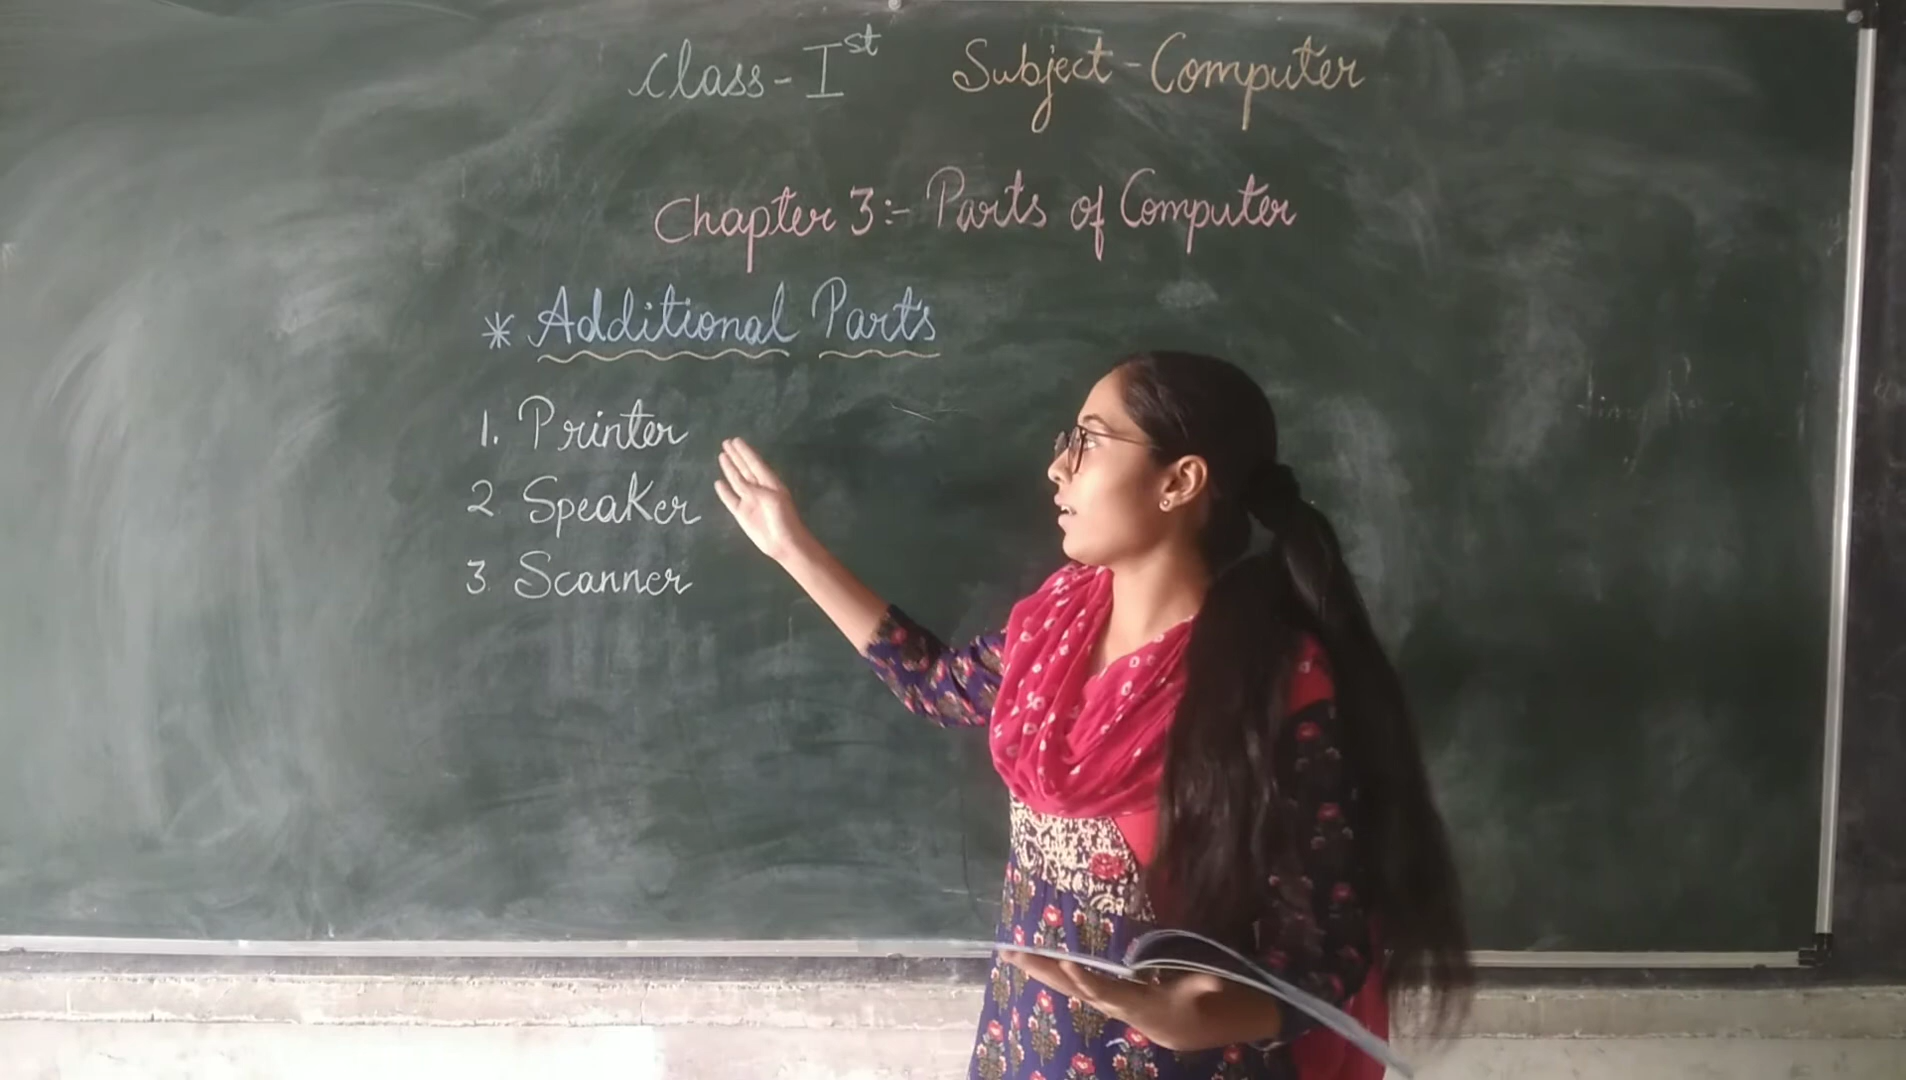 Class-Ist Subject-Computer
Chapter 3:- Parts of Computer
* Additional Parts
1. Printer
2 Speaker
3. Scanner